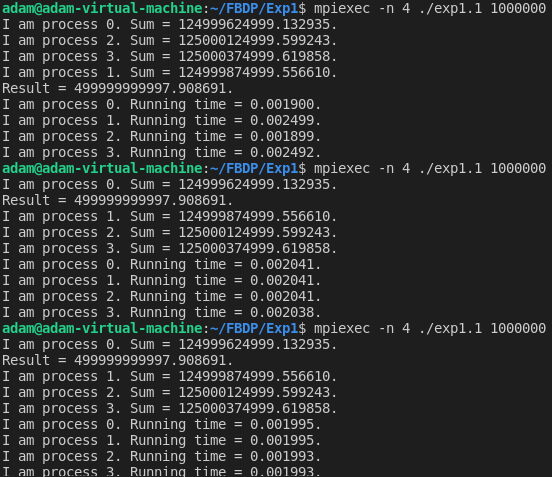 adam@adam-virtual-machine:~/FBDP/Exp1$ mpiexec -n 4 ./exp1.1 1000000
I am process 0. Sum = 124999624999.132935.
I am process 2. Sum = 125000124999.599243.
I am process 3. Sum = 125000374999.619858.
I am process 1. Sum = 124999874999.556610.
Result = 499999999997.908691.
I am process 0. Running time = 0.001900.
I am process 1. Running time = 0.002499.
I am process 2. Running time = 0.001899.
I am process 3. Running time = 0.002492.
adam@adam-virtual-machine:~/FBDP/Exp1$ mpiexec -n 4 ./exp1.1 1000000
I am process 0. Sum = 124999624999.132935.
Result = 499999999997.908691.
I am process 1. Sum = 124999874999.556610.
I am process 2. Sum = 125000124999.599243.
I am process 3. Sum = 125000374999.619858.
I am process 0. Running time = 0.002041.
I am process 1. Running time = 0.002041.
I am process 2. Running time = 0.002041.
I am process 3. Running time = 0.002038.
adam@adam-virtual-machine:~/FBDP/Exp1$ mpiexec -n 4 ./exp1.1 1000000
I am process 0. Sum = 124999624999.132935.
Result = 499999999997.908691.
I am process 1. Sum = 124999874999.556610.
I am process 2. Sum = 125000124999.599243.
I am process 3. Sum = 125000374999.619858.
I am process 0. Running time = 0.001995.
I am process 1. Running time = 0.001995.
I am process 2. Running time = 0.001993.
I am process 3. Running time = 0.001993.